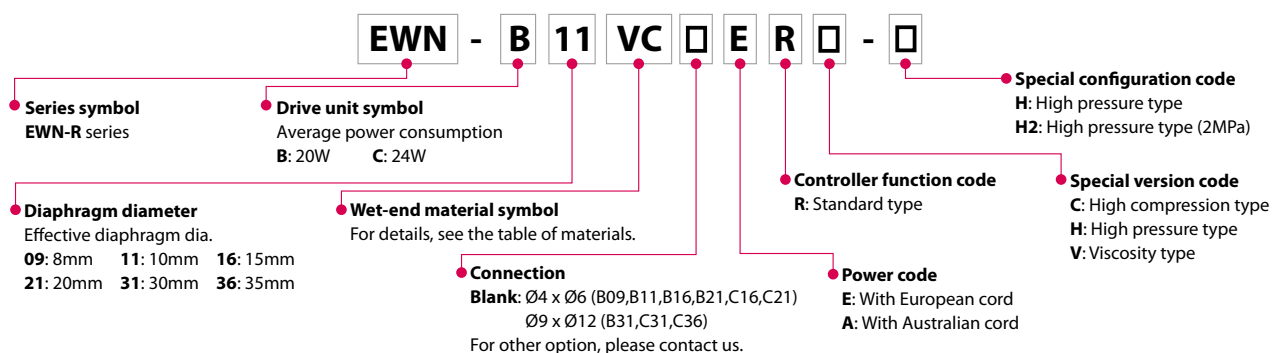 EWN - B 11 VC □ E R □ - □
Series symbol
EWN-R series
Drive unit symbol
Average power consumption
B: 20W C: 24W
Special configuration code
H: High pressure type
H2: High pressure type (2MPa)
Diaphragm diameter
Effective diaphragm dia.
09: 8mm 11: 10mm 16: 15mm
21: 20mm 31: 30mm 36: 35mm
Wet-end material symbol
For details, see the table of materials.
Controller function code
R: Standard type
Special version code
C: High compression type
H: High pressure type
V: Viscosity type
Connection
Blank: Ø4 x Ø6 (B09,B11,B16,B21,C16,C21)
Ø9 x Ø12 (B31,C31,C36)
For other option, please contact us.
Power code
E: With European cord
A: With Australian cord